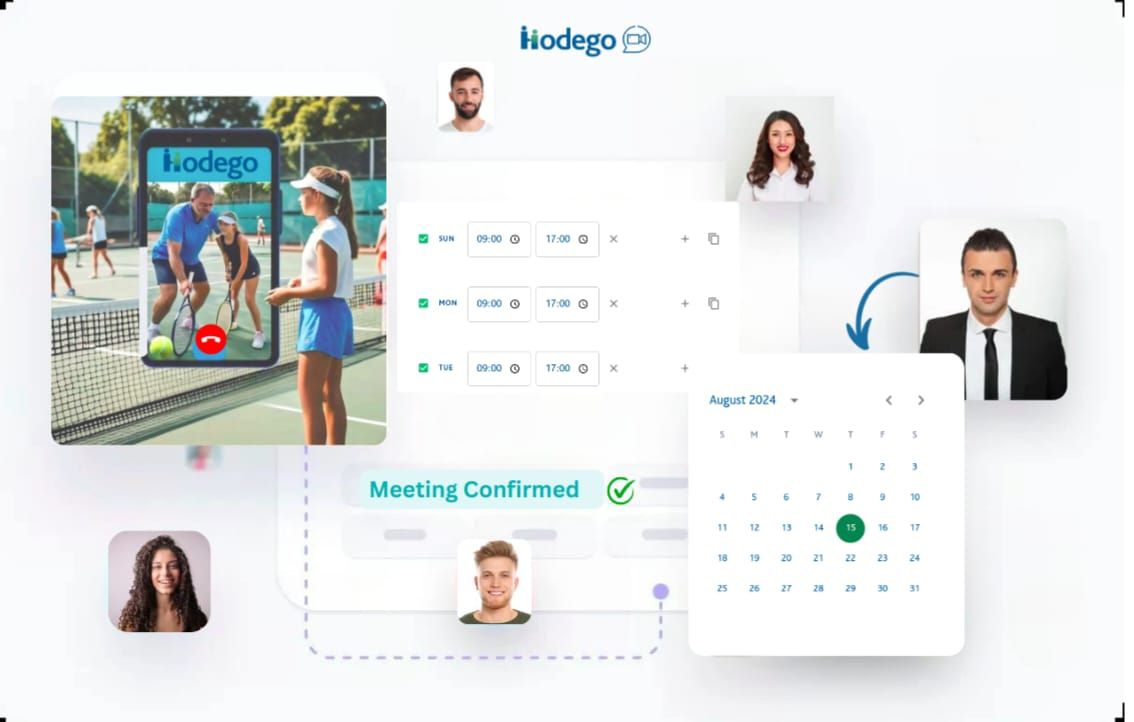 Hodego
Hodego
SUN 09:00 17:00
MON 09:00 17:00
TUE 09:00 17:00
August 2024
S M T W T F S
1 2 3
4 5 6 7 8 9 10
11 12 13 14 15 16 17
18 19 20 21 22 23 24
25 26 27 28 29 30 31
Meeting Confirmed